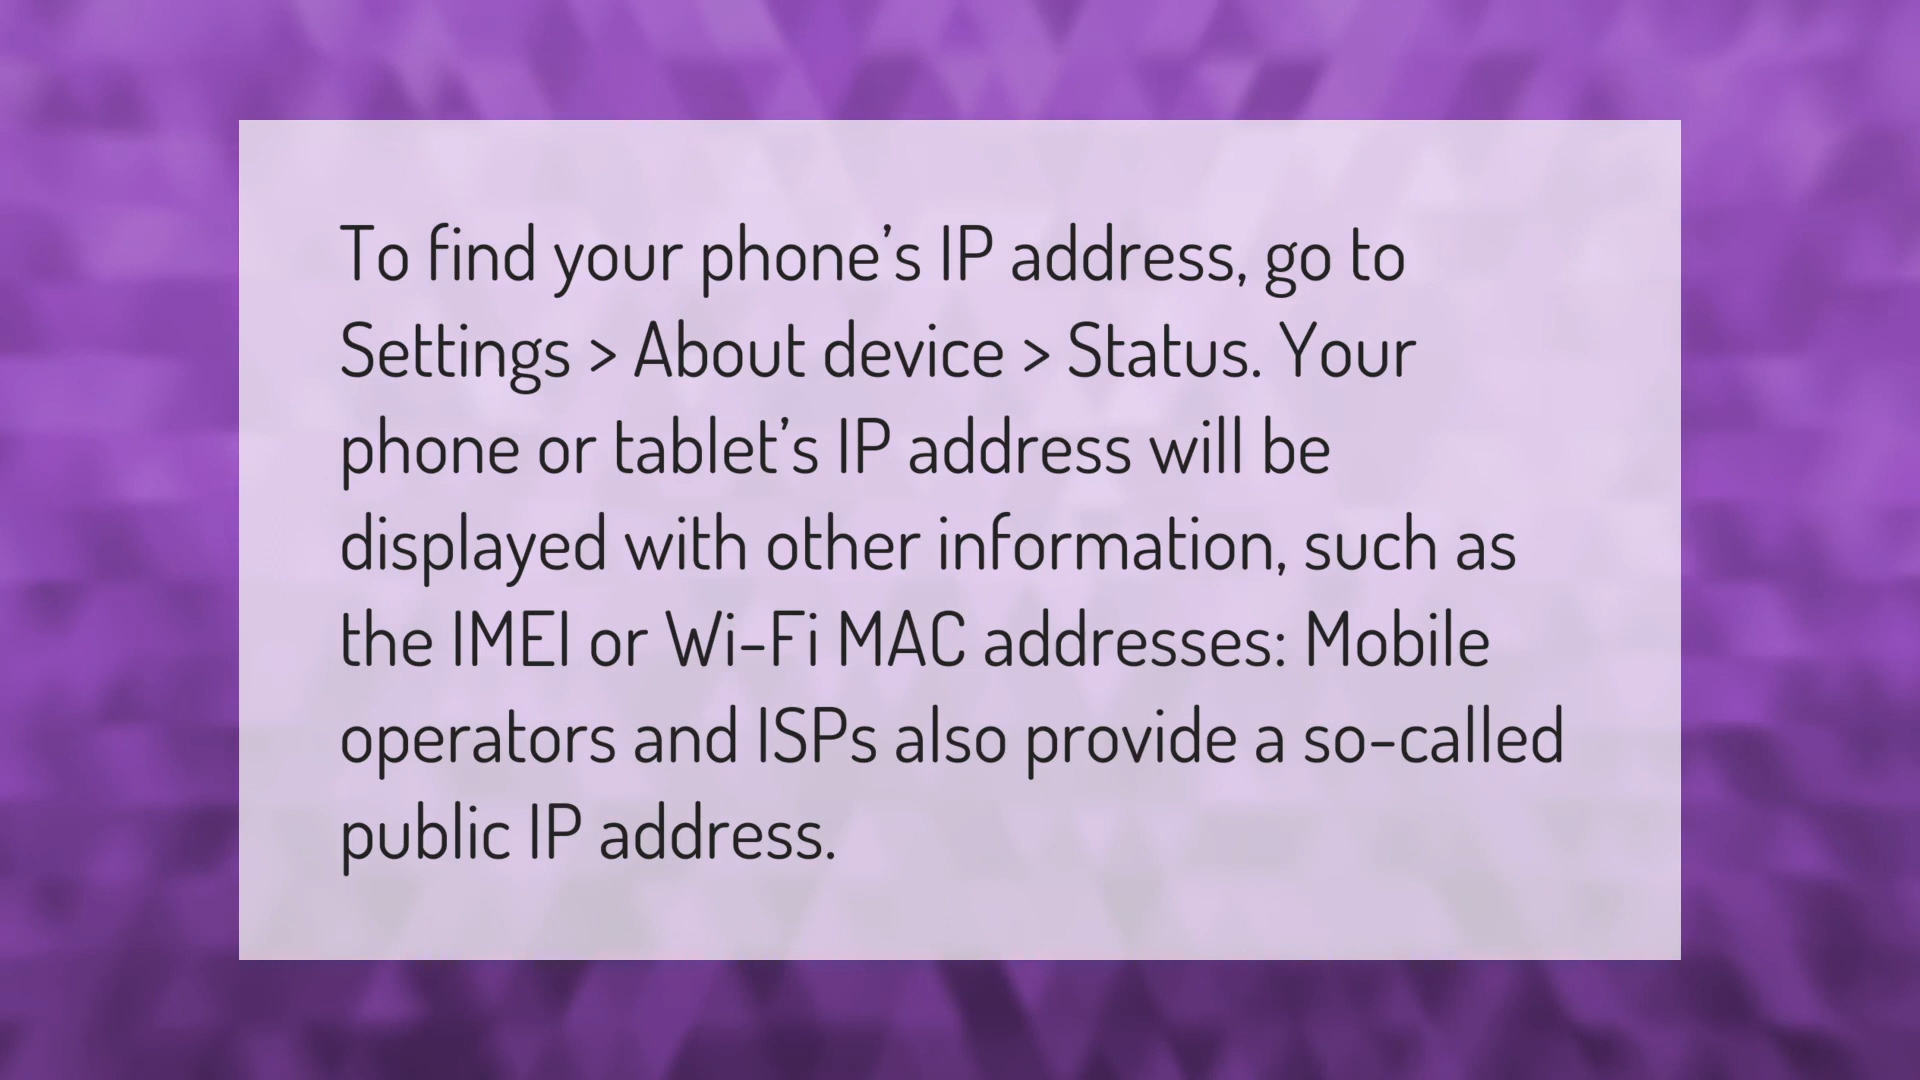 To find your phone’s IP address, go to
Settings > About device > Status. Your
phone or tablet’s IP address will be
displayed with other information, such as
the IMEI or Wi-Fi MAC addresses: Mobile
operators and ISPs also provide a so-called
public IP address.